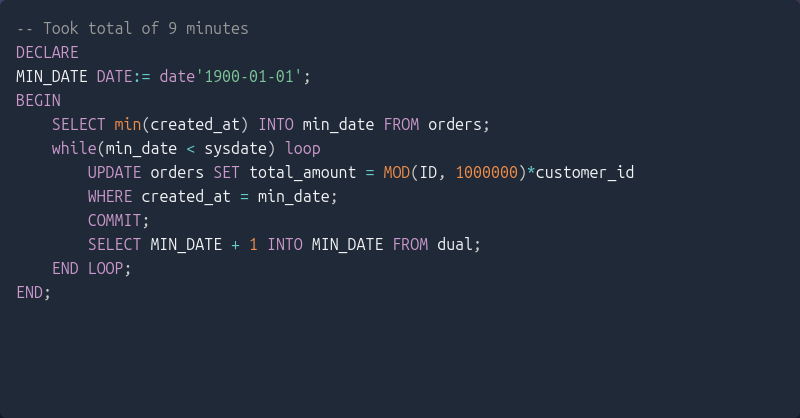 -- Took total of 9 minutes
DECLARE
MIN_DATE DATE:= date'1900-01-01';
BEGIN
    SELECT min(created_at) INTO min_date FROM orders;
    while(min_date < sysdate) loop
        UPDATE orders SET total_amount = MOD(ID, 1000000)*customer_id
        WHERE created_at = min_date;
        COMMIT;
        SELECT MIN_DATE + 1 INTO MIN_DATE FROM dual;
    END LOOP;
END;